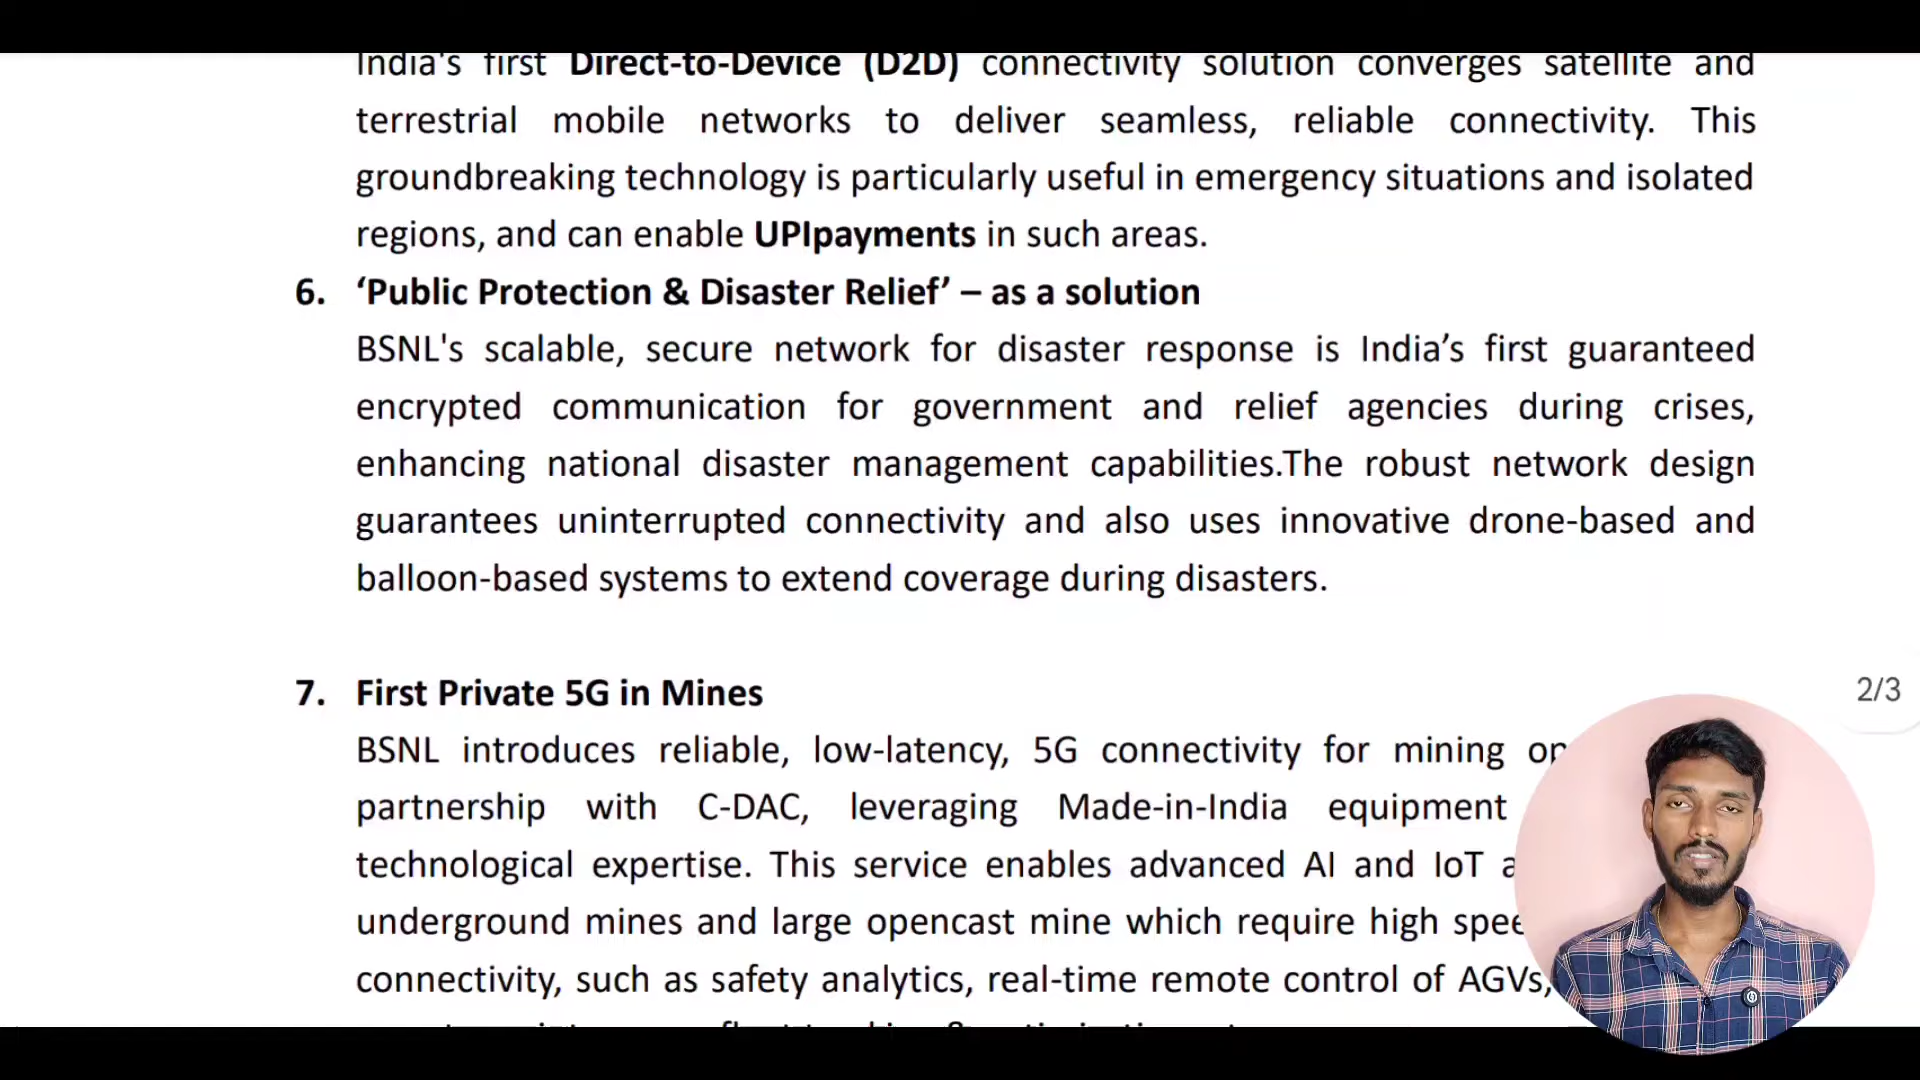 India's first Direct-to-Device (D2D) connectivity solution converges satellite and
terrestrial mobile networks to deliver seamless, reliable connectivity. This
groundbreaking technology is particularly useful in emergency situations and isolated
regions, and can enable UPIpayments in such areas.
6. ‘Public Protection & Disaster Relief’ – as a solution
BSNL's scalable, secure network for disaster response is India’s first guaranteed
encrypted communication for government and relief agencies during crises,
enhancing national disaster management capabilities.The robust network design
guarantees uninterrupted connectivity and also uses innovative drone-based and
balloon-based systems to extend coverage during disasters.
7. First Private 5G in Mines
2/3
BSNL introduces reliable, low-latency, 5G connectivity for mining
partnership with C-DAC, leveraging Made-in-India equipment
technological expertise. This service enables advanced AI and IoT
underground mines and large opencast mine which require high
connectivity, such as safety analytics, real-time remote control of AGVs,